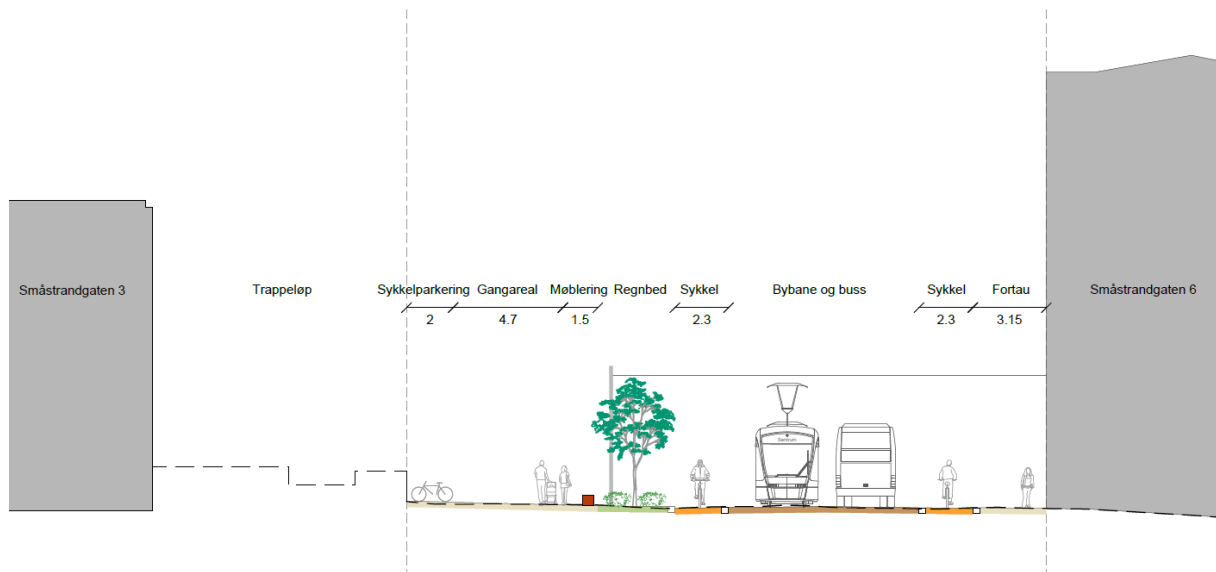 Småstrandgaten 3
Trappeløp
Sykkelparkering
Gangareal
Møblering
Regnbed
Sykkel
Bybane og buss
Sykkel
Fortau
Småstrandgaten 6
2
4.7
1.5
2.3
2.3
3.15
Sentrum